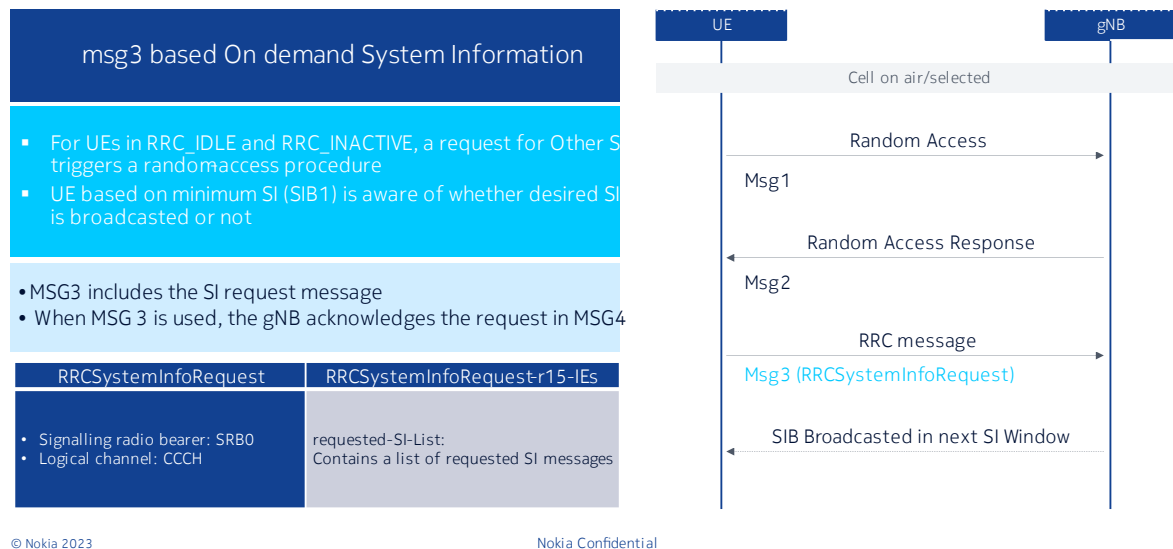 msg3 based On demand System Information
▪ For UEs in RRC_IDLE and RRC_INACTIVE, a request for Other S
triggers a random-access procedure
▪ UE based on minimum SI (SIB1) is aware of whether desired SI
is broadcasted or not
• MSG3 includes the SI request message
• When MSG 3 is used, the gNB acknowledges the request in MSG4
RRCSystemInfoRequest
RRCSystemInfoRequest-r15-IEs
• Signalling radio bearer: SRB0
• Logical channel: CCCH
requested-SI-List:
Contains a list of requested SI messages
UE
gNB
Cell on air/selected
Random Access
Msg1
Random Access Response
Msg2
RRC message
Msg3 (RRCSystemInfoRequest)
SIB Broadcasted in next SI Window
© Nokia 2023
Nokia Confidential